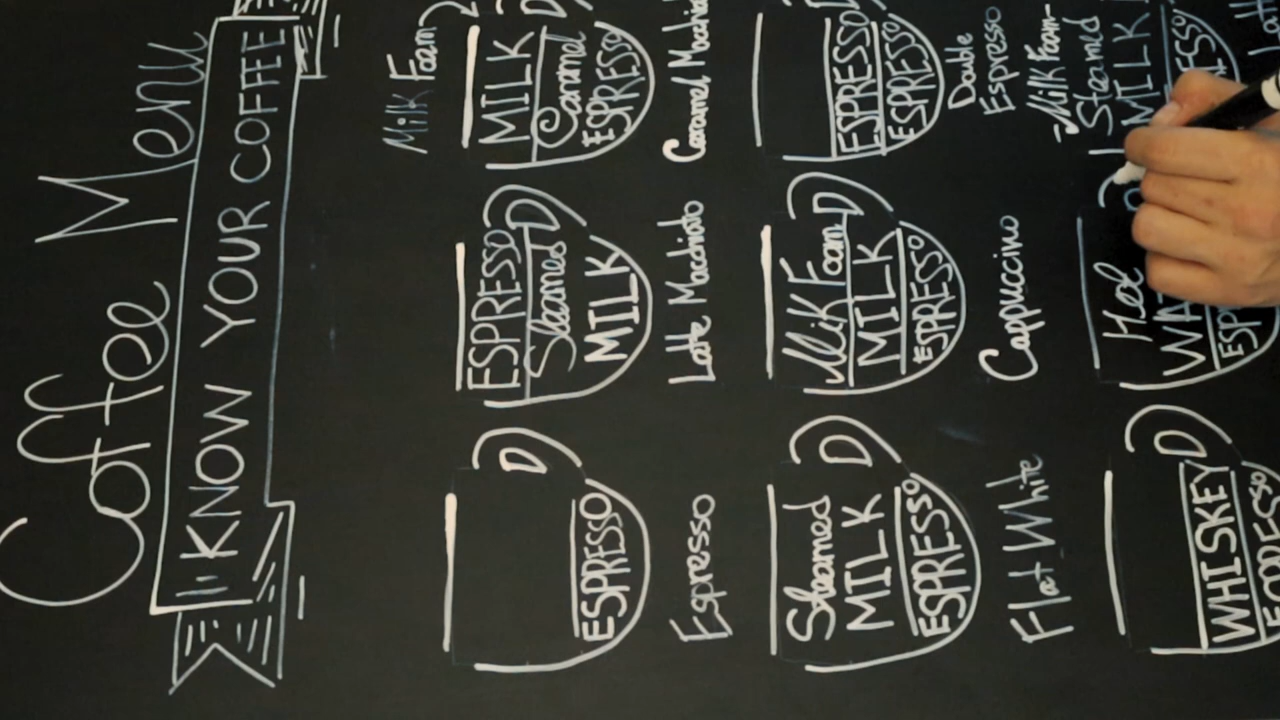 Coffee Menu
KNOW YOUR COFFEE
ESPRESSO
Espresso
ESPRESSO
Steamed
MILK
Latte Macchiato
Milk Foam
MILK
Caramel
ESPRESSO
Caramel Macchiato
Steamed
MILK
ESPRESSO
Flat White
Milk Foam
MILK
ESPRESSO
Cappuccino
ESPRESSO
ESPRESSO
Double
Espresso
WHISKEY
ESPRESSO
Hot
Milk Foam-
Steamed
MILK